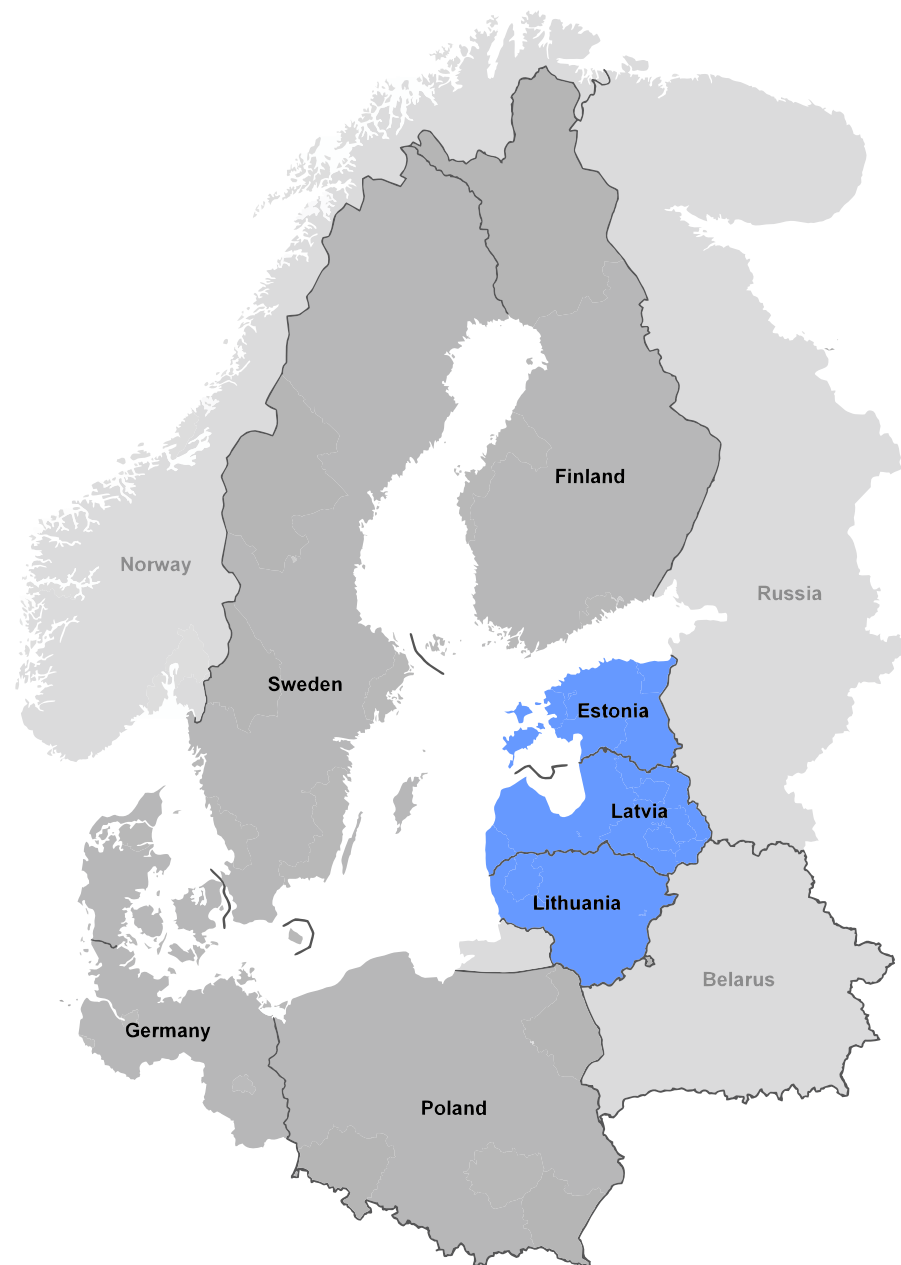 Finland
Norway
Russia
Sweden
Estonia
Latvia
Lithuania
Belarus
Germany
Poland